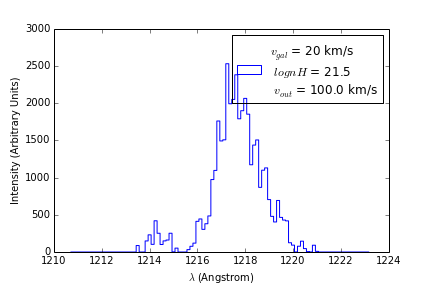 3000
2500
2000
1500
1000
500
0
Intensity (Arbitrary Units)
v_gal = 20 km/s
lognH = 21.5
v_out = 100.0 km/s
1210 1212 1214 1216 1218 1220 1222 1224
λ (Angstrom)